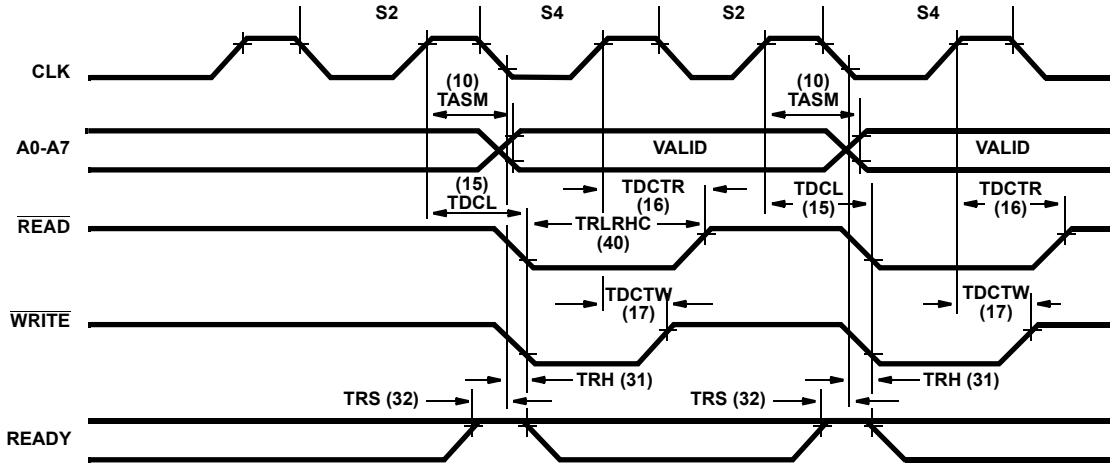 S2 S4 S2 S4
CLK
(10) (10)
TASM TASM
A0-A7 VALID VALID
(15) TDCTR TDCL TDCTR
TDCL (16) (15) (16)
READ TRLRHC
(40)
TDCTW TDCTW
WRITE (17) (17)
TRH (31) TRH (31)
TRS (32) TRS (32)
READY